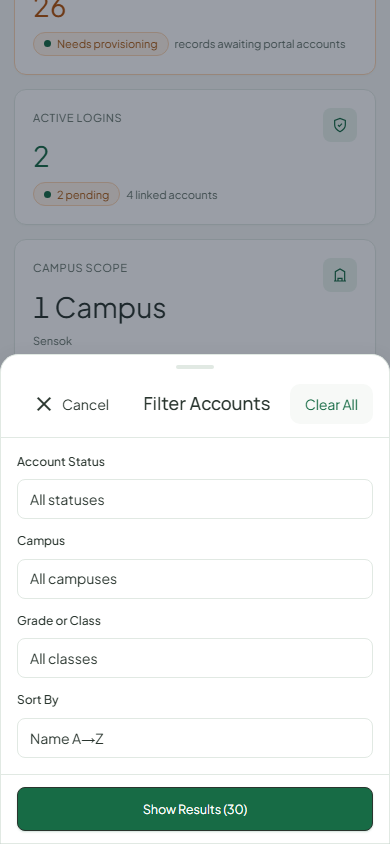 26
Needs provisioning records awaiting portal accounts
ACTIVE LOGINS
2
2 pending 4 linked accounts
CAMPUS SCOPE
1 Campus
Sensok
Cancel Filter Accounts Clear All
Account Status
All statuses
Campus
All campuses
Grade or Class
All classes
Sort By
Name A→Z
Show Results (30)